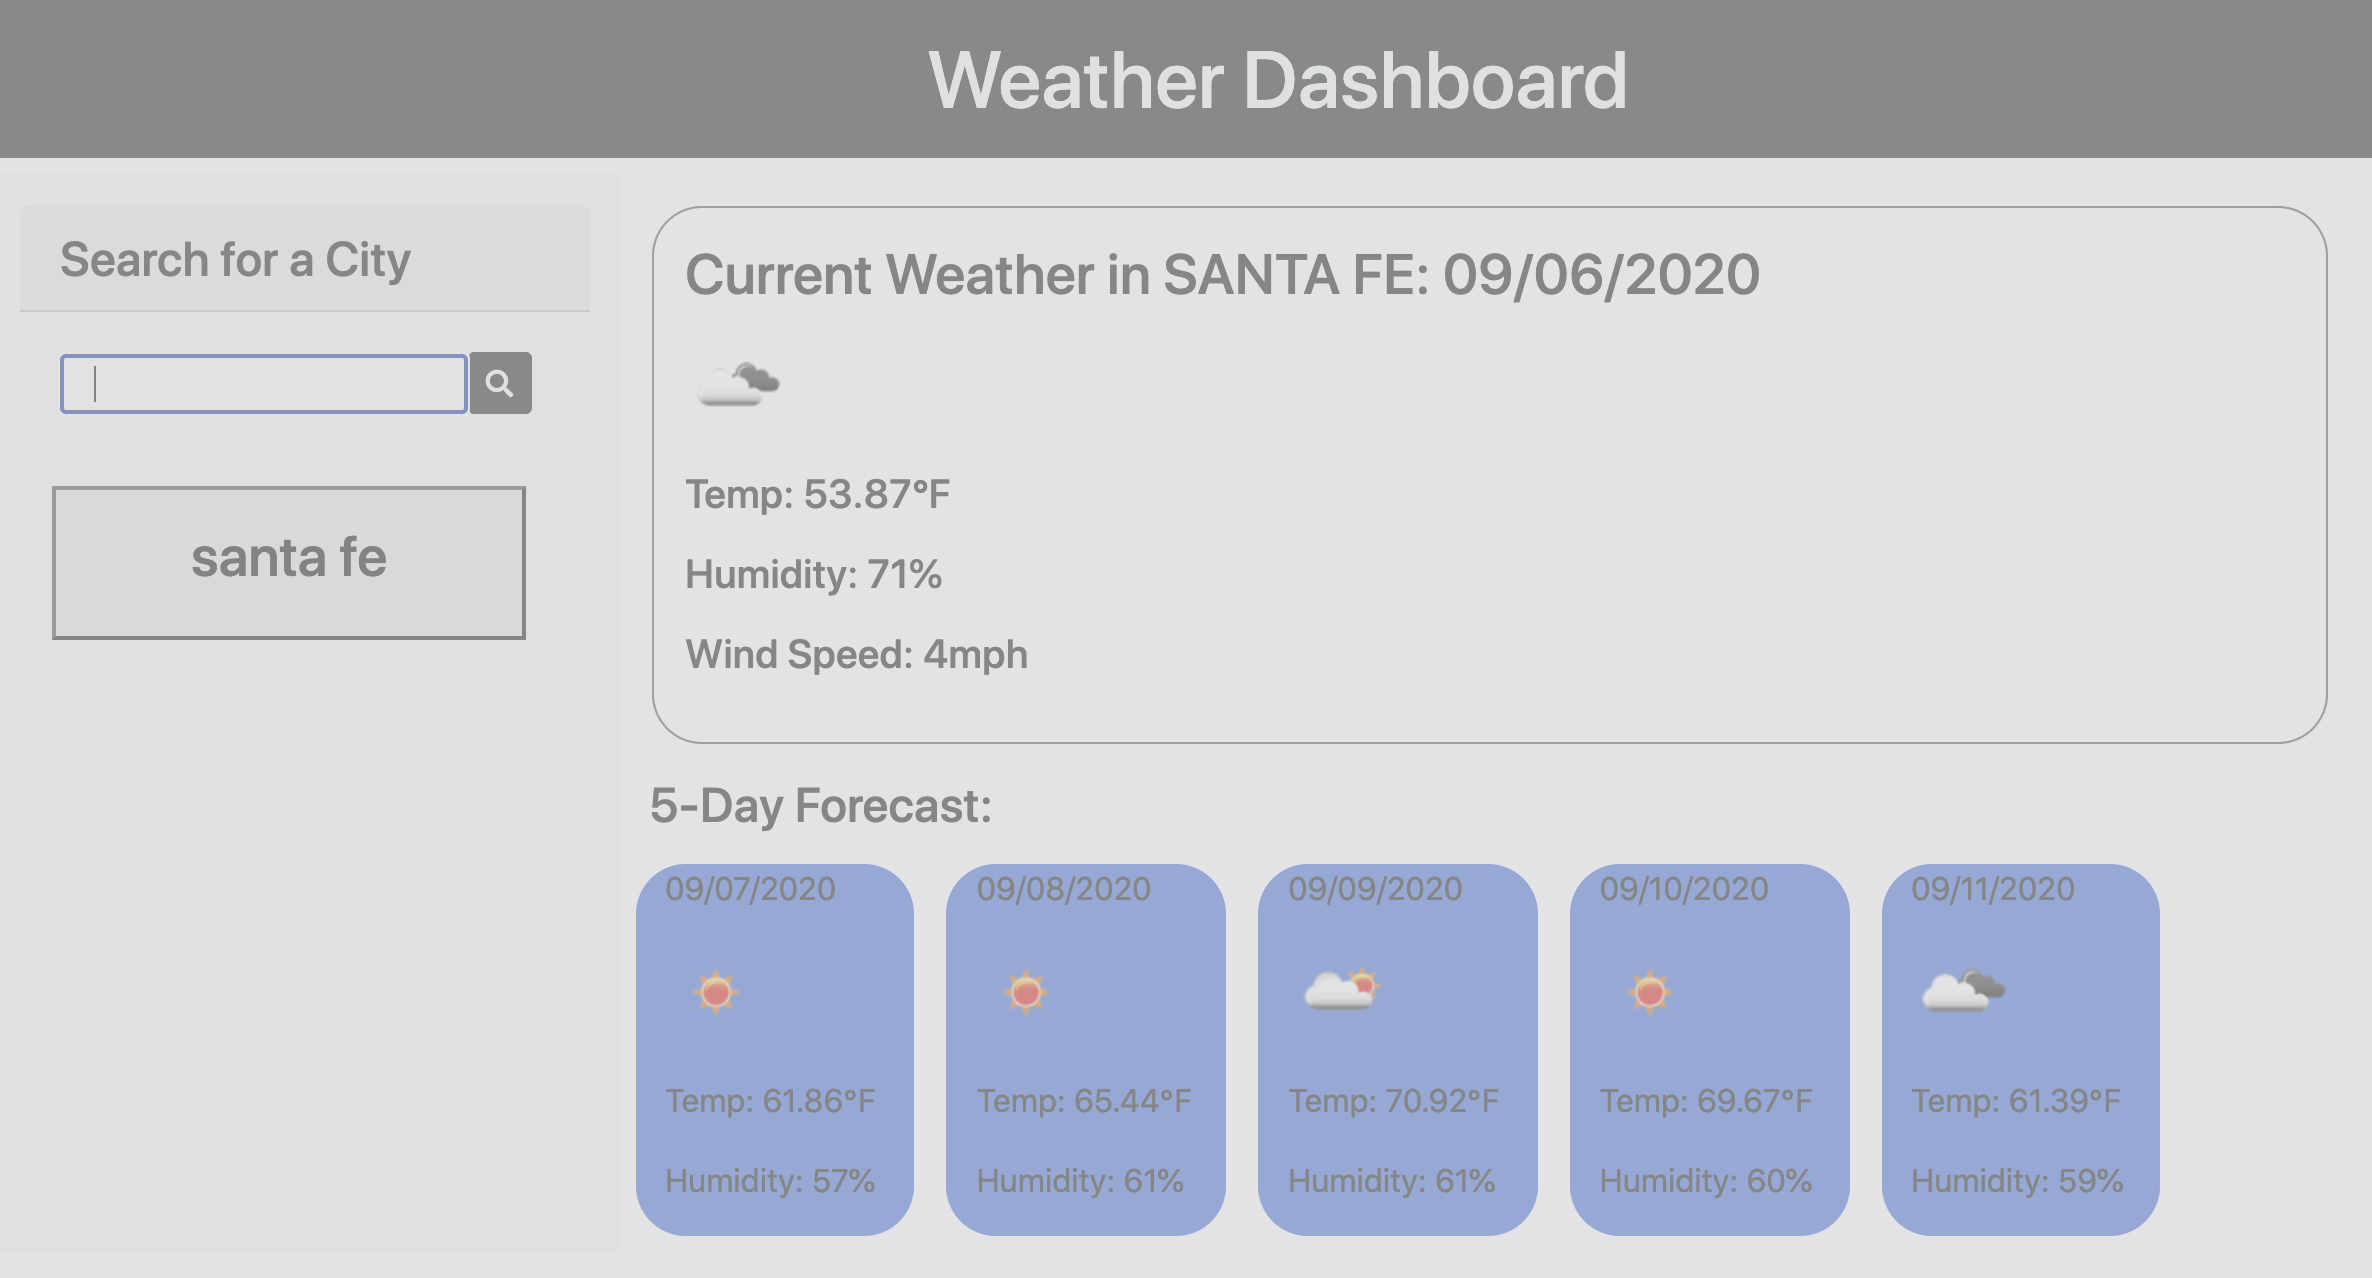 Weather Dashboard
Search for a City
santa fe
Current Weather in SANTA FE: 09/06/2020
Temp: 53.87°F
Humidity: 71%
Wind Speed: 4mph
5-Day Forecast:
09/07/2020
Temp: 61.86°F
Humidity: 57%
09/08/2020
Temp: 65.44°F
Humidity: 61%
09/09/2020
Temp: 70.92°F
Humidity: 61%
09/10/2020
Temp: 69.67°F
Humidity: 60%
09/11/2020
Temp: 61.39°F
Humidity: 59%